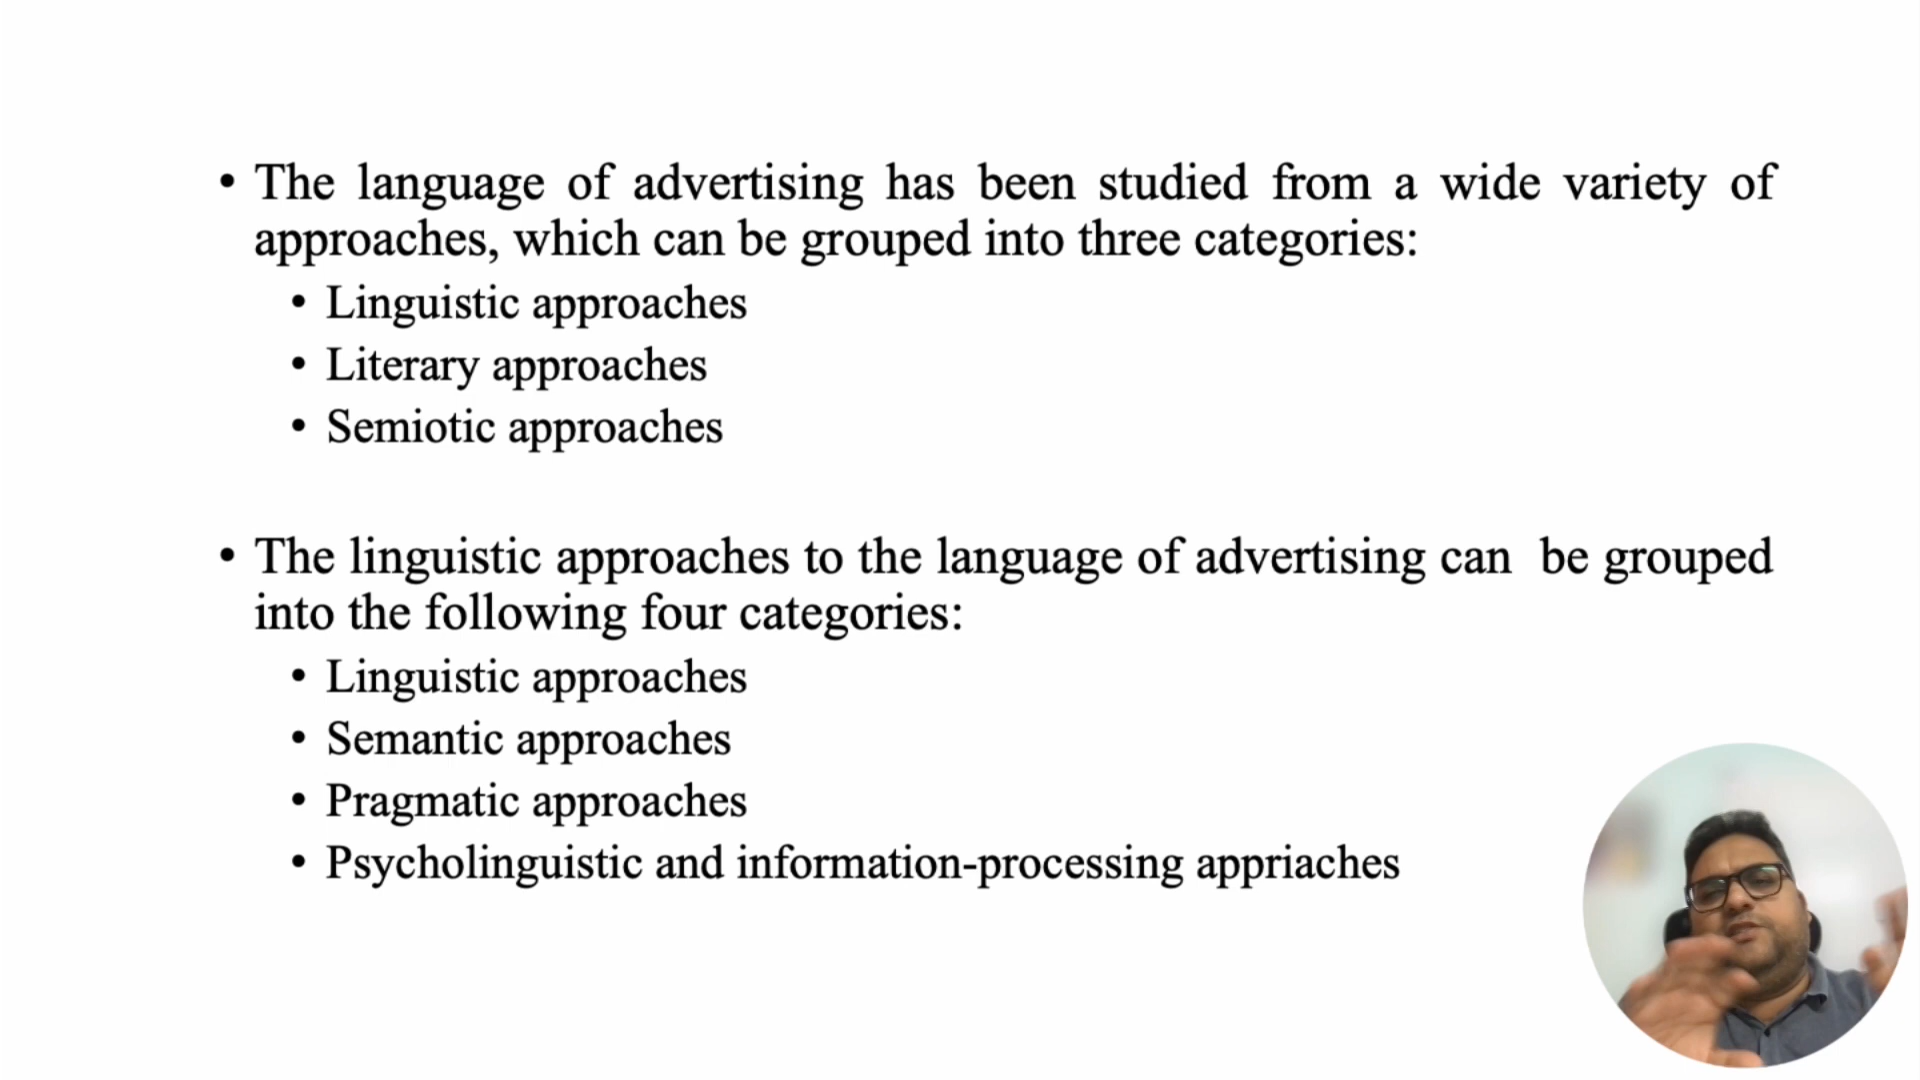 • The language of advertising has been studied from a wide variety of
approaches, which can be grouped into three categories:
• Linguistic approaches
• Literary approaches
• Semiotic approaches
• The linguistic approaches to the language of advertising can be grouped
into the following four categories:
• Linguistic approaches
• Semantic approaches
• Pragmatic approaches
• Psycholinguistic and information-processing appriaches